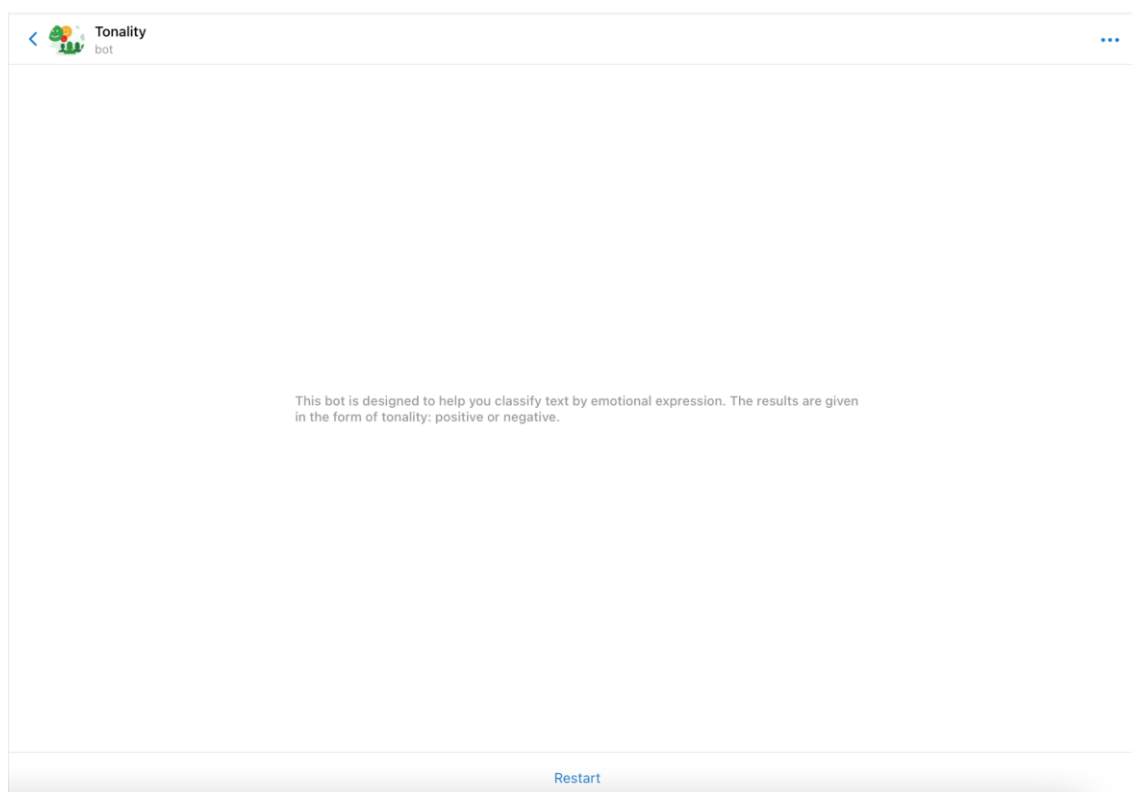 Tonality
bot
This bot is designed to help you classify text by emotional expression. The results are given
in the form of tonality: positive or negative.
Restart